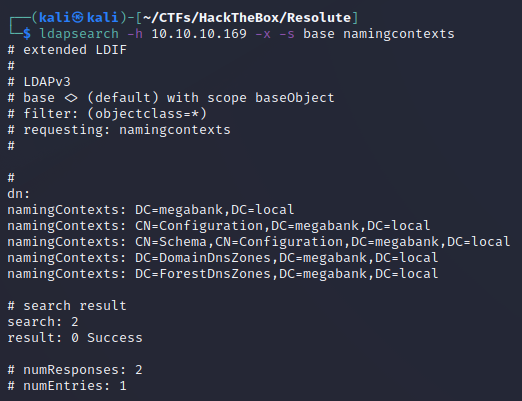 ┌──(kali㉿kali)-[~/CTFs/HackTheBox/Resolute]
└─$ ldapsearch -h 10.10.10.169 -x -s base namingcontexts
# extended LDIF
#
# LDAPv3
# base <> (default) with scope baseObject
# filter: (objectclass=*)
# requesting: namingcontexts
#

#
dn:
namingContexts: DC=megabank,DC=local
namingContexts: CN=Configuration,DC=megabank,DC=local
namingContexts: CN=Schema,CN=Configuration,DC=megabank,DC=local
namingContexts: DC=DomainDnsZones,DC=megabank,DC=local
namingContexts: DC=ForestDnsZones,DC=megabank,DC=local

# search result
search: 2
result: 0 Success

# numResponses: 2
# numEntries: 1